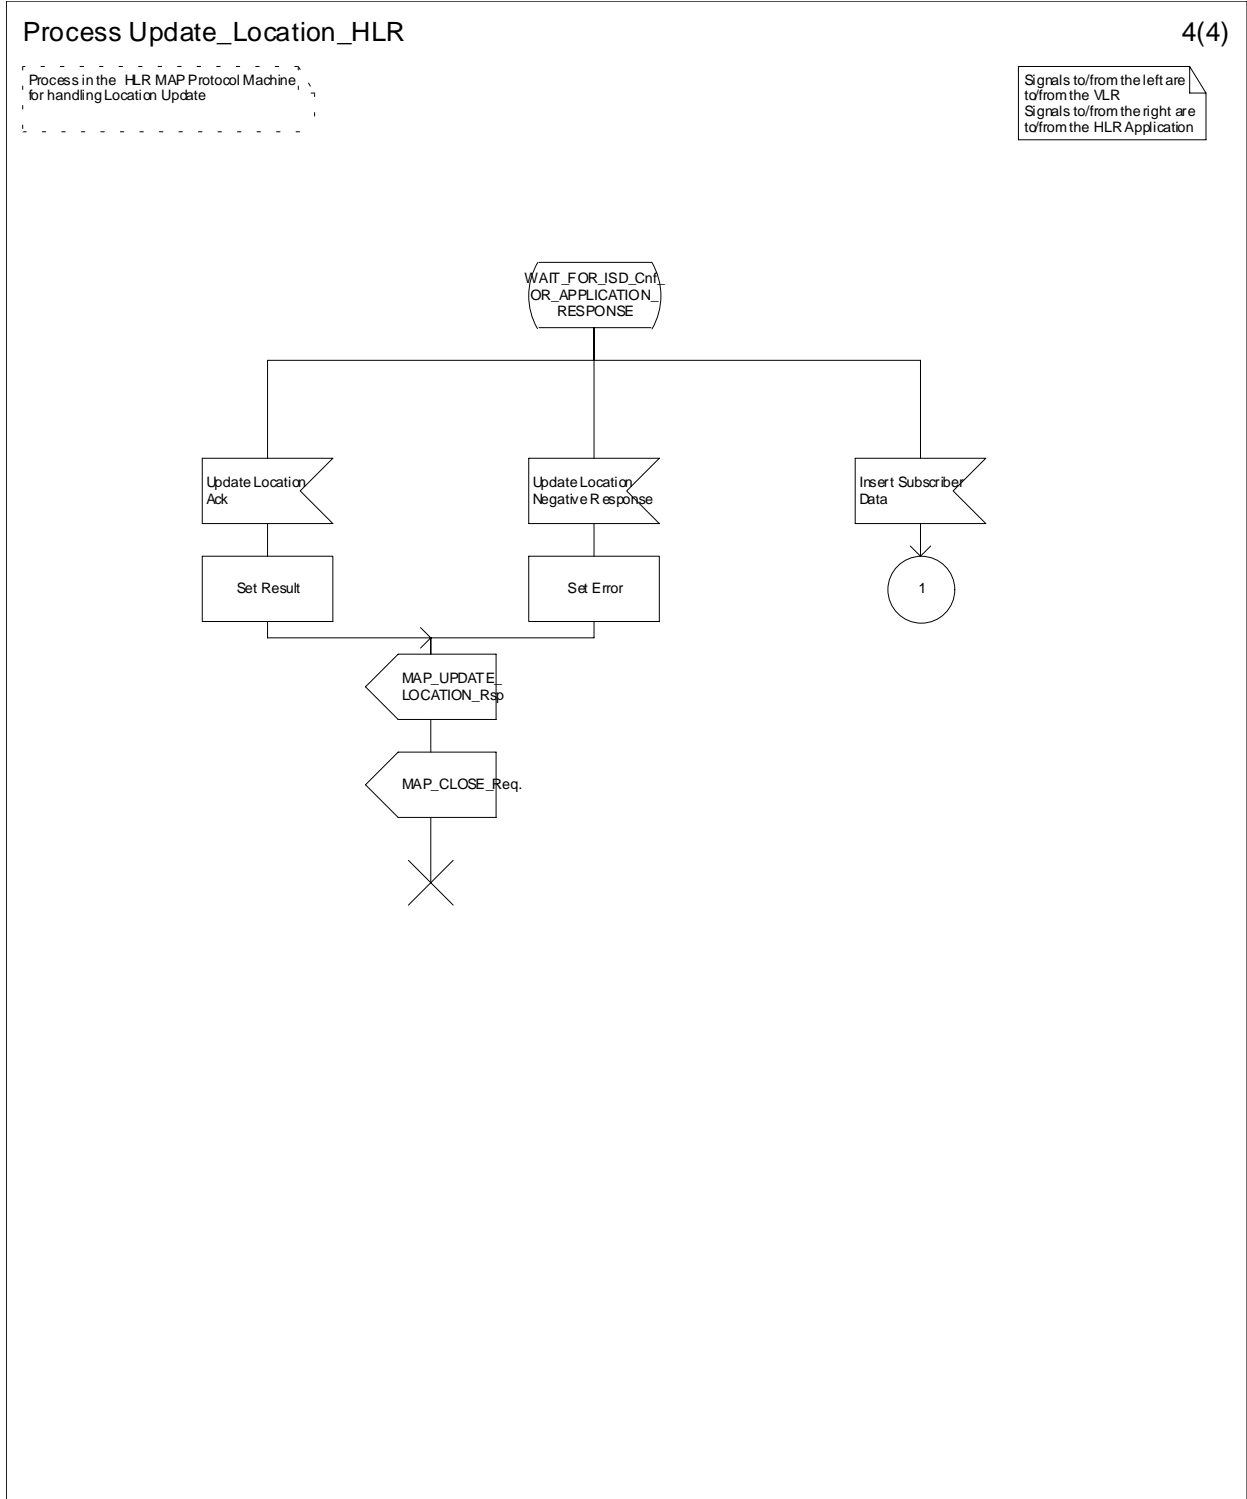 Process Update_Location_HLR
4(4)
Process in the HLR MAP Protocol Machine
for handling Location Update
Signals to/from the left are
to/from the VLR
Signals to/from the right are
to/from the HLR Application
WAIT_FOR_ISD_Cnf_
OR_APPLICATION_
RESPONSE
Update Location
Ack
Update Location
Negative Response
Insert Subscriber
Data
Set Result
Set Error
1
MAP_UPDATE_
LOCATION_Rsp
MAP_CLOSE_Req.